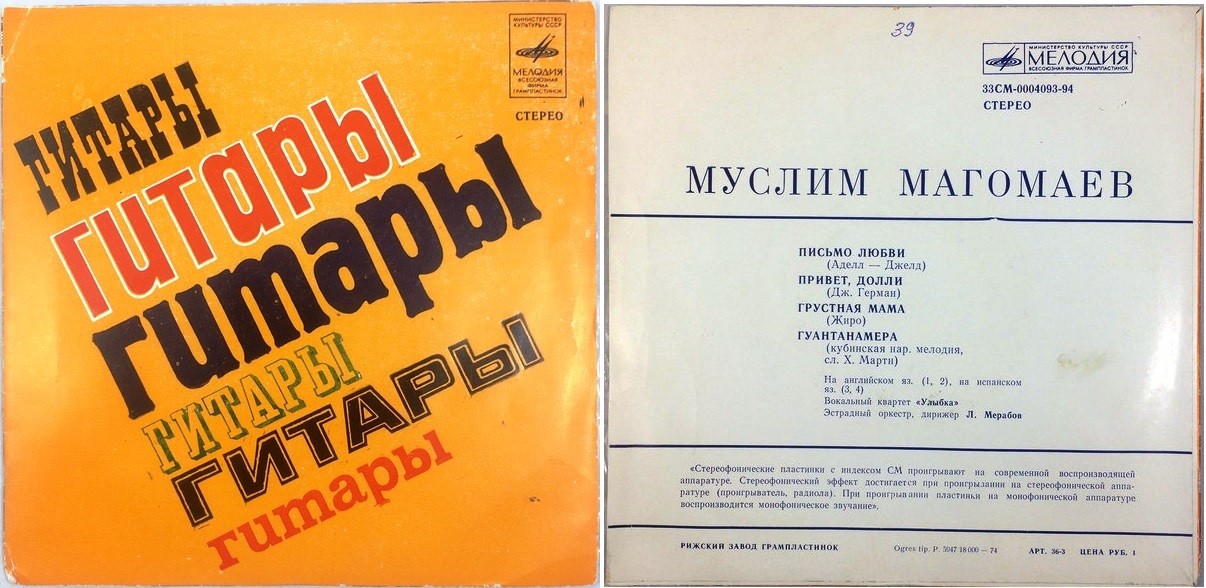 МИНИСТЕРСТВО
КУЛЬТУРЫ СССР
МЕЛОДИЯ
ВСЕСОЮЗНАЯ
ФИРМА
ГРАМПЛАСТИНОК
СТЕРЕО
ГИТАРЫ
гитары
гитары
ГИТАРЫ
ГИТАРЫ
гитары
39
МИНИСТЕРСТВО КУЛЬТУРЫ СССР
МЕЛОДИЯ
ВСЕСОЮЗНАЯ ФИРМА ГРАМПЛАСТИНОК
33СМ-0004093-94
СТЕРЕО
МУСЛИМ МАГОМАЕВ
ПИСЬМО ЛЮБВИ
(Аделл — Джелд)
ПРИВЕТ, ДОЛЛИ
(Дж. Герман)
ГРУСТНАЯ МАМА
(Жиро)
ГУАНТАНАМЕРА
(кубинская нар. мелодия,
сл. Х. Марти)
На английском яз. (1, 2), на испанском
яз. (3, 4)
Вокальный квартет «Улыбка»
Эстрадный оркестр, дирижер Л. Мерабов
«Стереофонические пластинки с индексом СМ проигрывают на современной воспроизводящей
аппаратуре. Стереофонический эффект достигается при проигрывании на стереофонической аппа-
ратуре (проигрыватель, радиола). При проигрывании пластинки на монофонической аппаратуре
воспроизводится монофоническое звучание».
РИЖСКИЙ ЗАВОД ГРАМПЛАСТИНОК
Ogres tip. P. 5947 18 000 — 74
АРТ. 36-3
ЦЕНА РУБ. 1